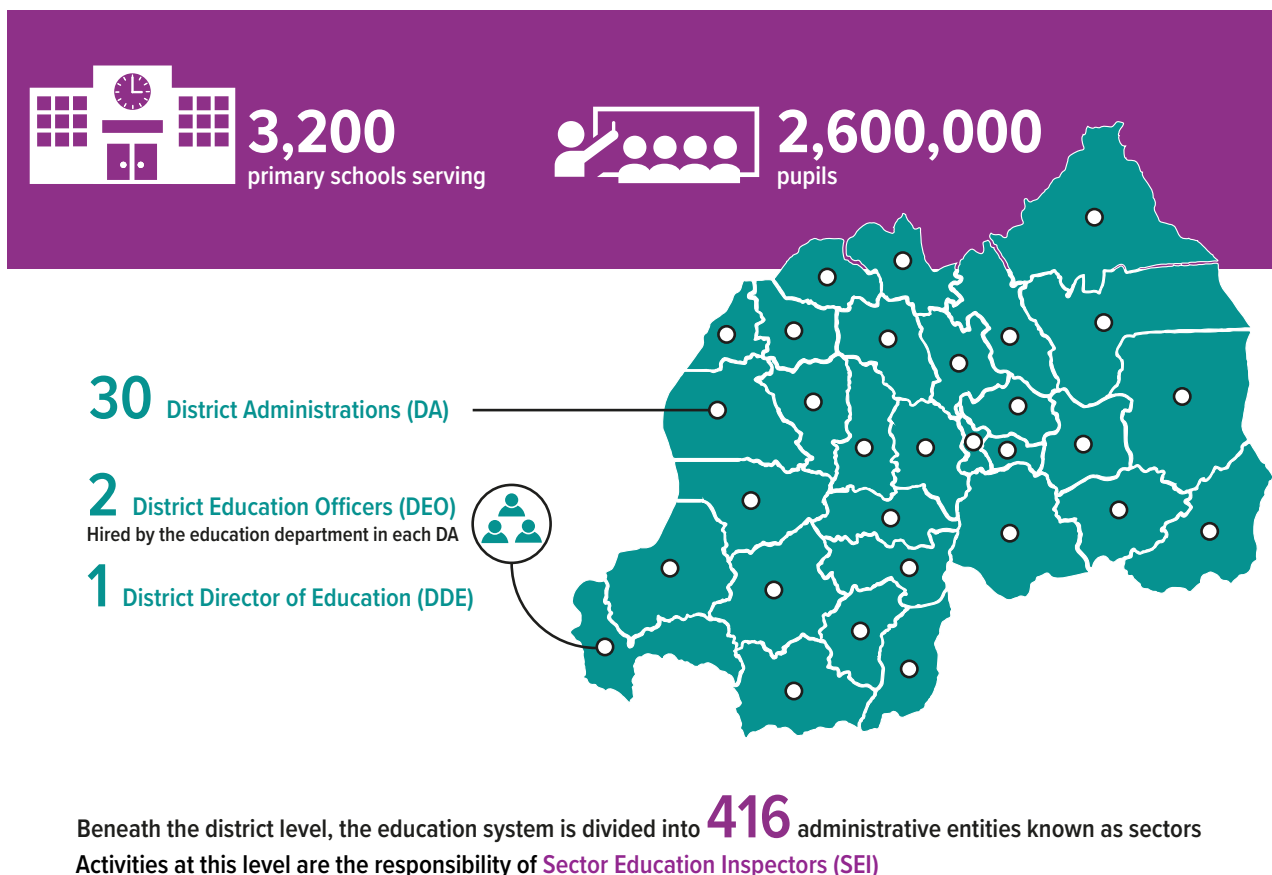 3,200
primary schools serving
2,600,000
pupils
30 District Administrations (DA)
2 District Education Officers (DEO)
Hired by the education department in each DA
1 District Director of Education (DDE)
Beneath the district level, the education system is divided into 416 administrative entities known as sectors
Activities at this level are the responsibility of Sector Education Inspectors (SEI)